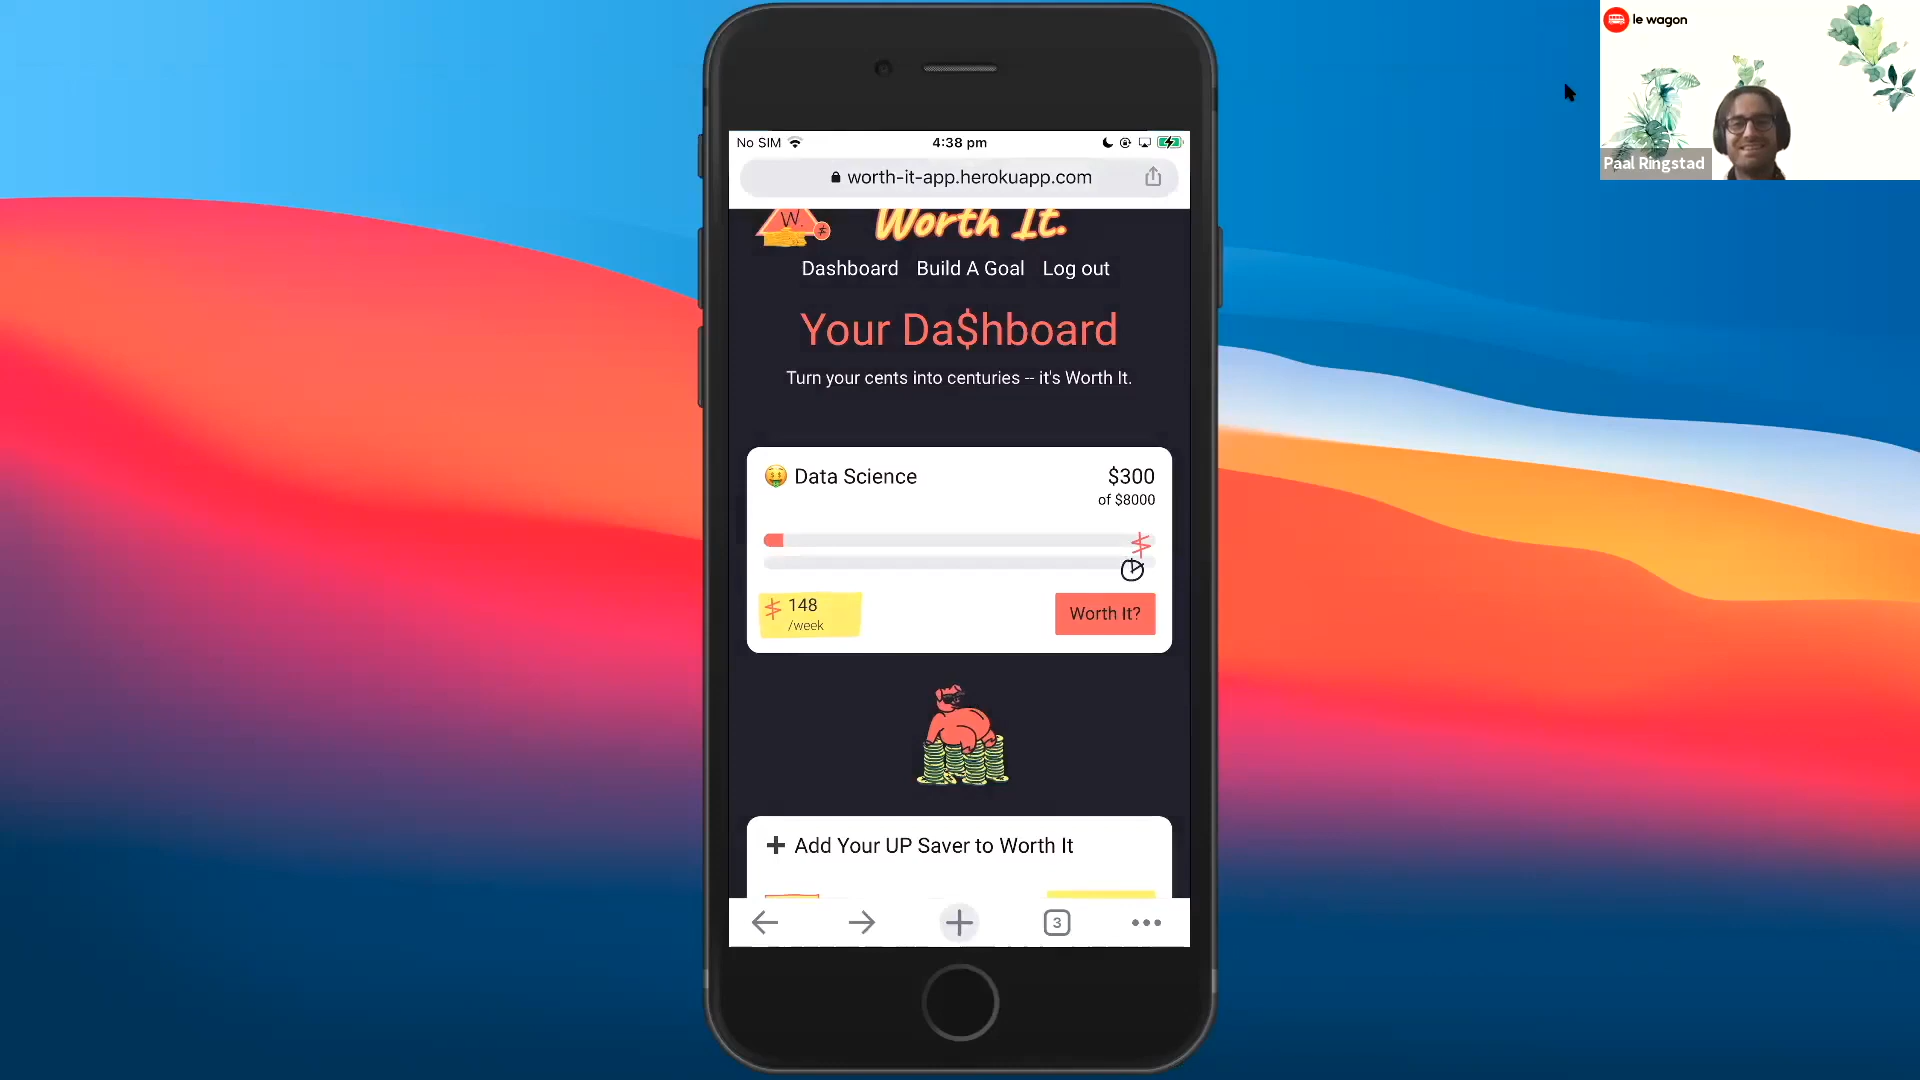 le wagon
Paal Ringstad
No SIM
4:38 pm
worth-it-app.herokuapp.com
W.
Worth It.
Dashboard Build A Goal Log out
Your Da$hboard
Turn your cents into centuries -- it's Worth It.
Data Science
$300
of $8000
148
/week
Worth It?
Add Your UP Saver to Worth It
3